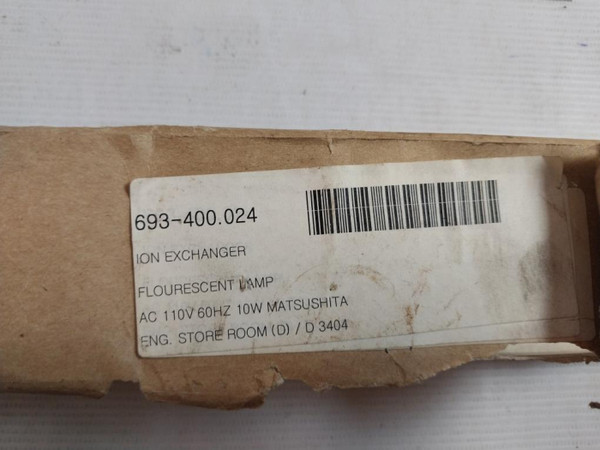 693-400.024
ION EXCHANGER
FLOURESCENT LAMP
AC 110V 60HZ 10W MATSUSHITA
ENG. STORE ROOM (D) / D 3404